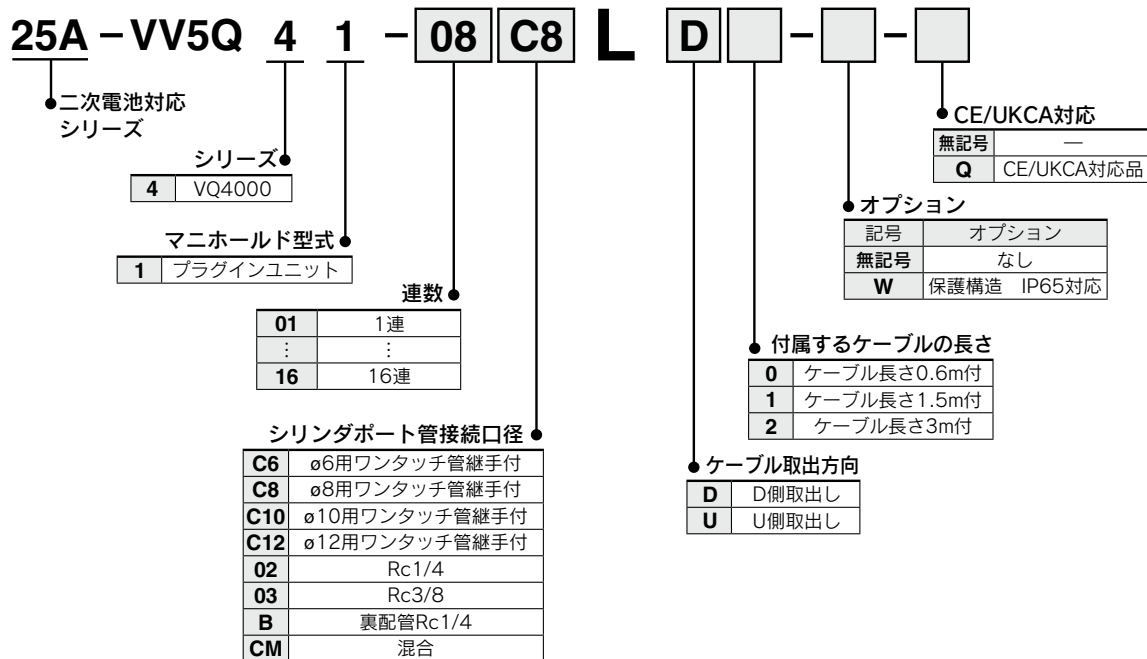 25A-VV5Q 4 1 - 08 C8 L D - -
二次電池対応
シリーズ
シリーズ
4 VQ4000
マニホールド型式
1 プラグインユニット
連数
01 1連
⋮ ⋮
16 16連
シリンダポート管接続口径
C6 ø6用ワンタッチ管継手付
C8 ø8用ワンタッチ管継手付
C10 ø10用ワンタッチ管継手付
C12 ø12用ワンタッチ管継手付
02 Rc1/4
03 Rc3/8
B 裏配管Rc1/4
CM 混合
CE/UKCA対応
無記号 —
Q CE/UKCA対応品
オプション
記号 オプション
無記号 なし
W 保護構造 IP65対応
付属するケーブルの長さ
0 ケーブル長さ0.6m付
1 ケーブル長さ1.5m付
2 ケーブル長さ3m付
ケーブル取出方向
D D側取出し
U U側取出し